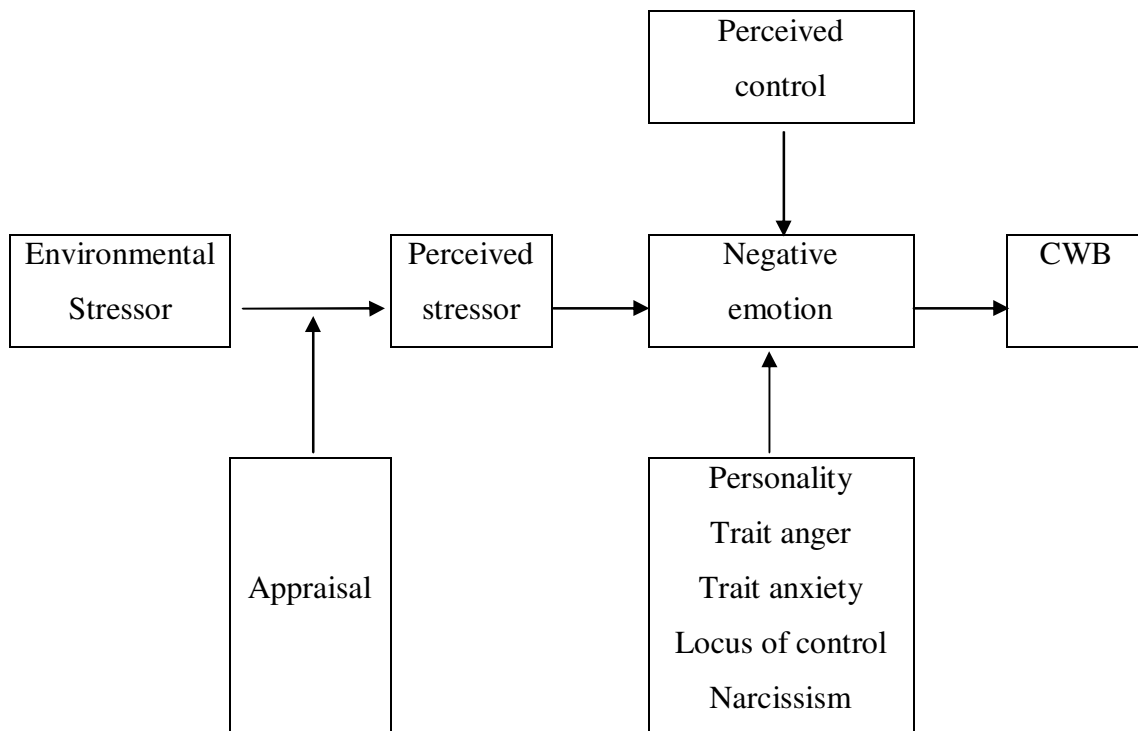 Perceived
control
Environmental
Stressor
Perceived
stressor
Negative
emotion
CWB
Appraisal
Personality
Trait anger
Trait anxiety
Locus of control
Narcissism